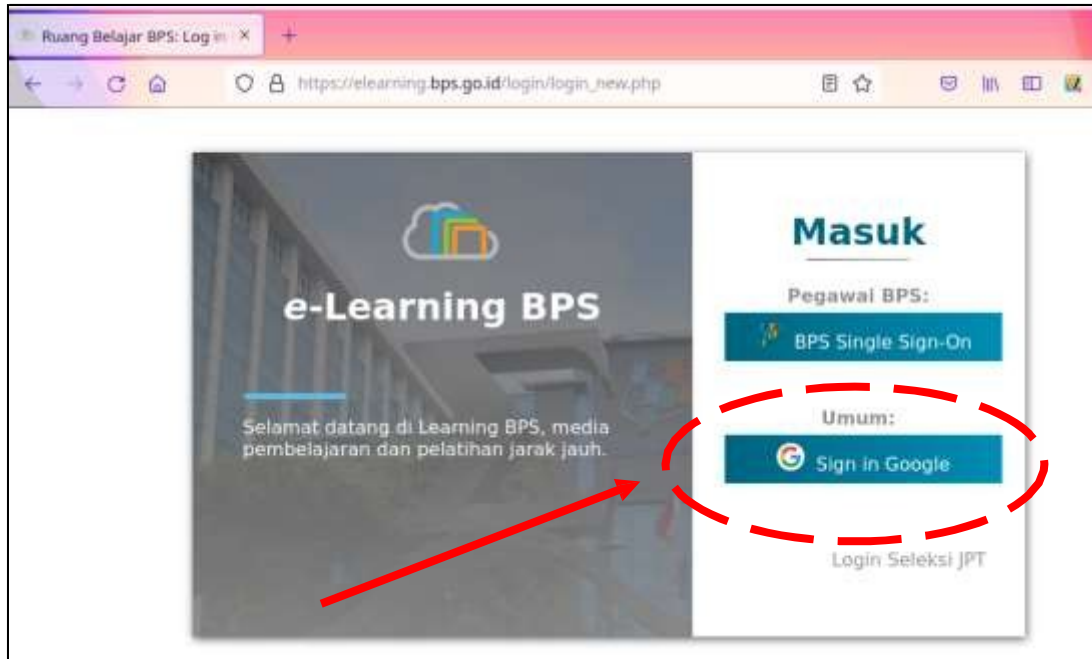 Ruang Belajar BPS: Log in
https://elearning.bps.go.id/login/login_new.php
e-Learning BPS
Selamat datang di Learning BPS, media
pembelajaran dan pelatihan jarak jauh.
Masuk
Pegawai BPS:
BPS Single Sign-On
Umum:
Sign in Google
Login Seleksi JPT